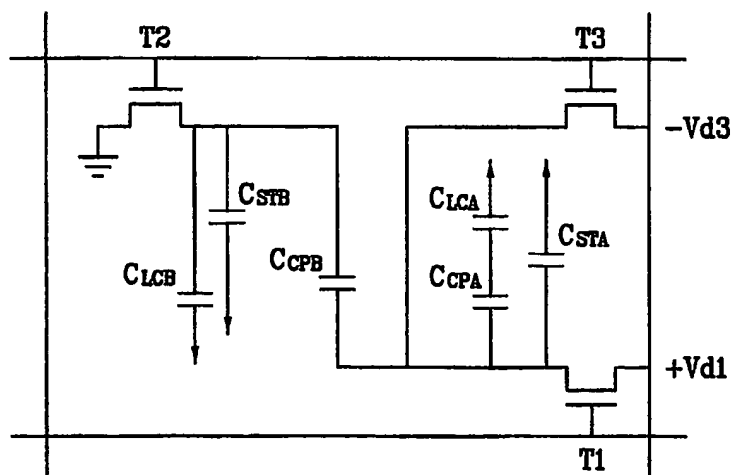 T2
T3
-Vd3
CSTB
CLCA
CSTA
CLCB
CCPB
CCPA
+Vd1
T1